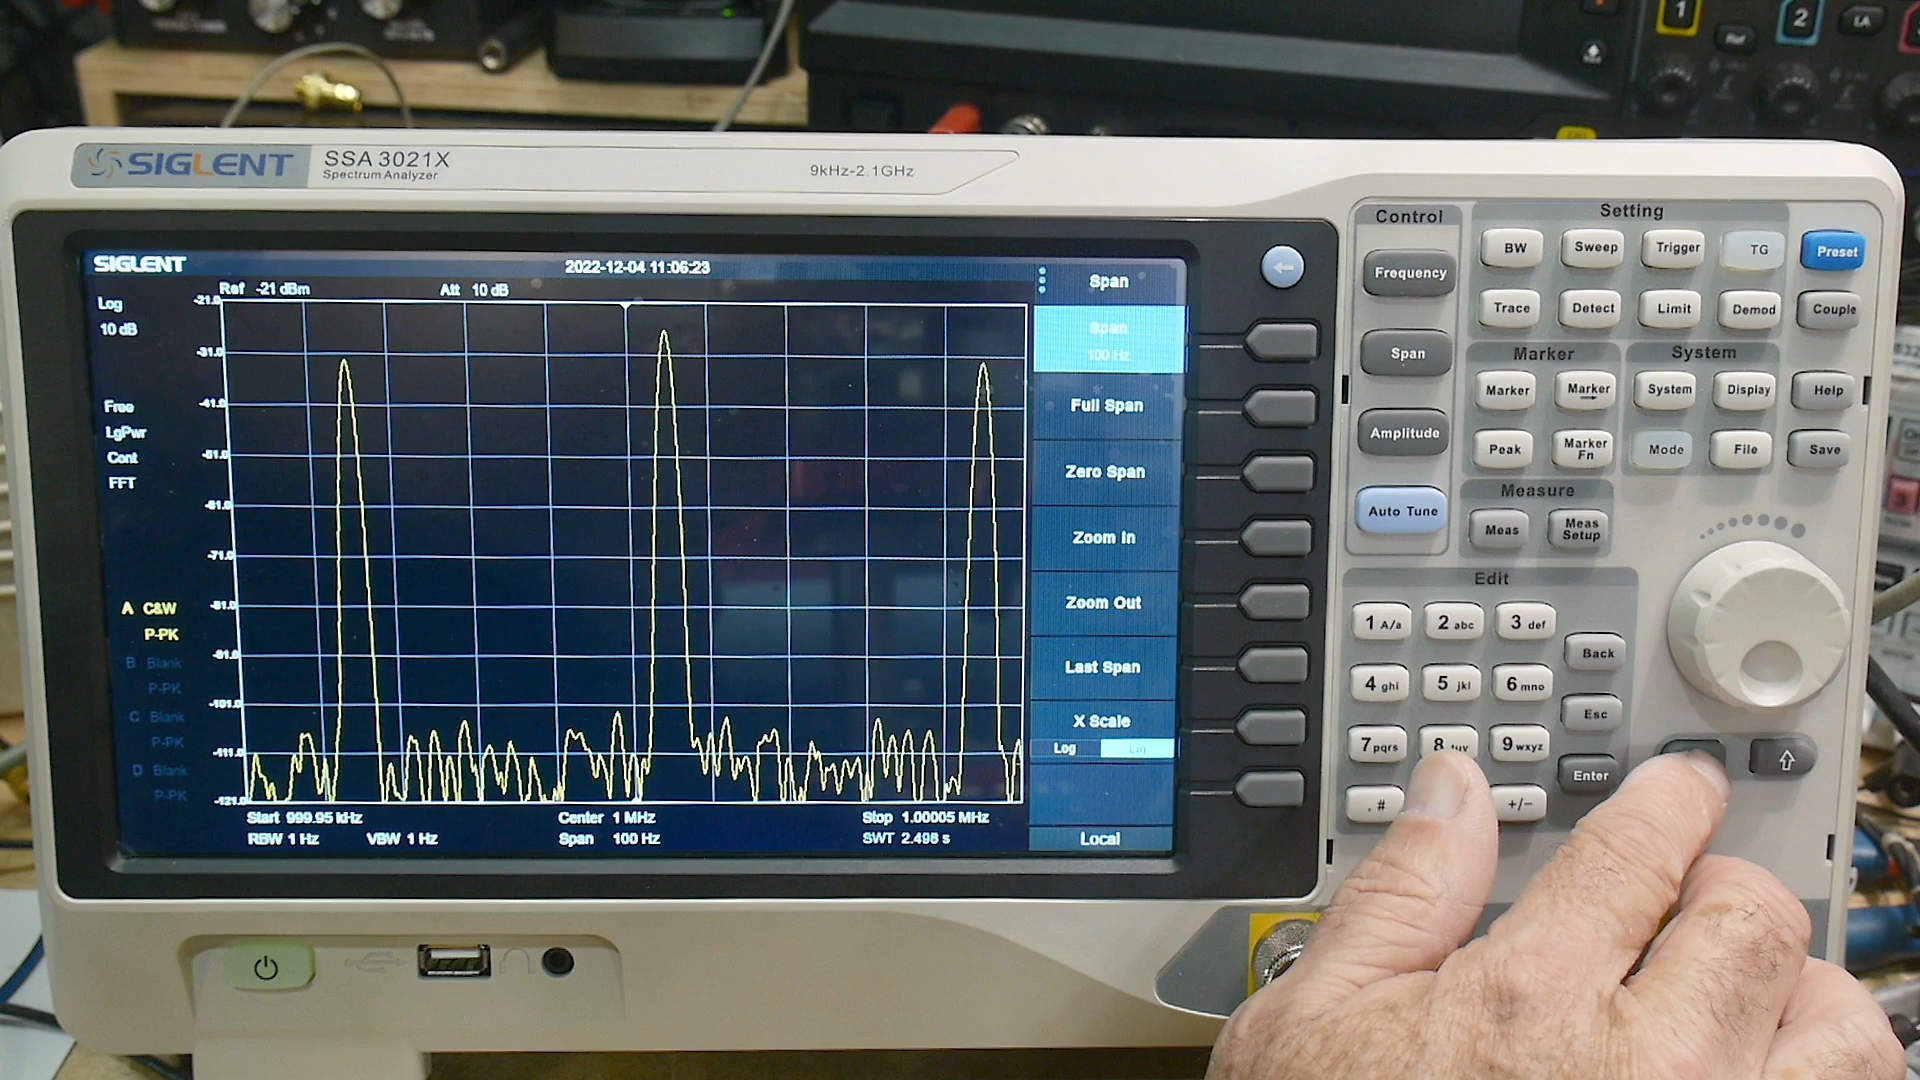 SIGLENT
SSA 3021X
Spectrum Analyzer
9kHz-2.1GHz
1
2
LA
Ref
SIGLENT
2022-12-04 11:06:23
Ref -21 dBm
Att 10 dB
Log
10 dB
Free
LgPwr
Cont
FFT
A C&W
P-PK
B Blank
P-PK
C Blank
P-PK
D Blank
P-PK
-21.0
-31.0
-41.0
-51.0
-61.0
-71.0
-81.0
-91.0
-101.0
-111.0
-121.0
Start 999.95 kHz
Center 1 MHz
Stop 1.00005 MHz
RBW 1 Hz
VBW 1 Hz
Span 100 Hz
SWT 2.498 s
Span
Span
100 Hz
Full Span
Zero Span
Zoom In
Zoom Out
Last Span
X Scale
Log Lin
Local
Control
Frequency
Span
Amplitude
Auto Tune
Setting
BW
Sweep
Trigger
TG
Trace
Detect
Limit
Demod
Preset
Couple
Marker
Marker
Marker
Peak
Marker
Fn
System
System
Display
Mode
File
Help
Save
Measure
Meas
Meas
Setup
Edit
1 A/a
2 abc
3 def
4 ghi
5 jkl
6 mno
7 pqrs
8 tuv
9 wxyz
. #
+/-
Back
Esc
Enter